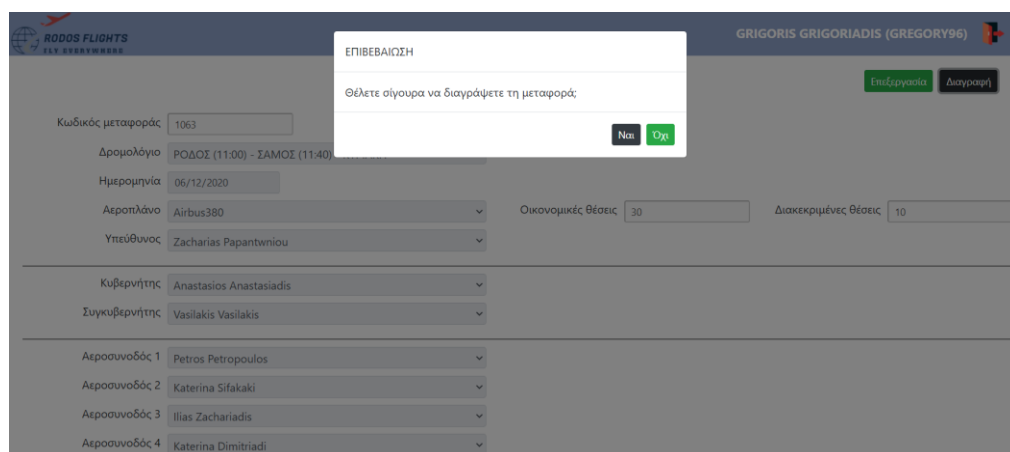 RODOS FLIGHTS
FLY EVERYWHERE
GRIGORIS GRIGORIADIS (GREGORY96)
ΕΠΙΒΕΒΑΙΩΣΗ
Θέλετε σίγουρα να διαγράψετε τη μεταφορά;
Ναι Όχι
Επεξεργασία Διαγραφή
Κωδικός μεταφοράς 1063
Δρομολόγιο ΡΟΔΟΣ (11:00) - ΣΑΜΟΣ (11:40)
Ημερομηνία 06/12/2020
Αεροπλάνο Airbus380 Οικονομικές θέσεις 30 Διακεκριμένες θέσεις 10
Υπεύθυνος Zacharias Papantwniou
Κυβερνήτης Anastasios Anastasiadis
Συγκυβερνήτης Vasilakis Vasilakis
Αεροσυνοδός 1 Petros Petropoulos
Αεροσυνοδός 2 Katerina Sifakaki
Αεροσυνοδός 3 Ilias Zachariadis
Αεροσυνοδός 4 Katerina Dimitriadi